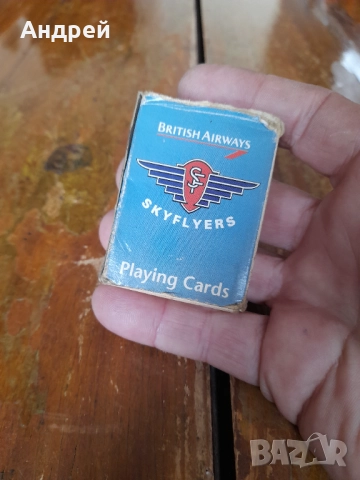 Андрей
BRITISH AIRWAYS
SKYFLYERS
Playing Cards
BAZAR